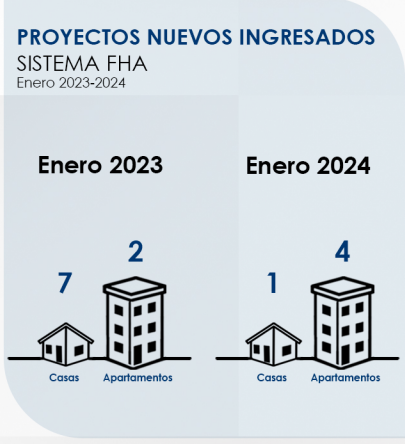 PROYECTOS NUEVOS INGRESADOS
SISTEMA FHA
Enero 2023-2024
Enero 2023
Enero 2024
7
2
1
4
Casas
Apartamentos
Casas
Apartamentos